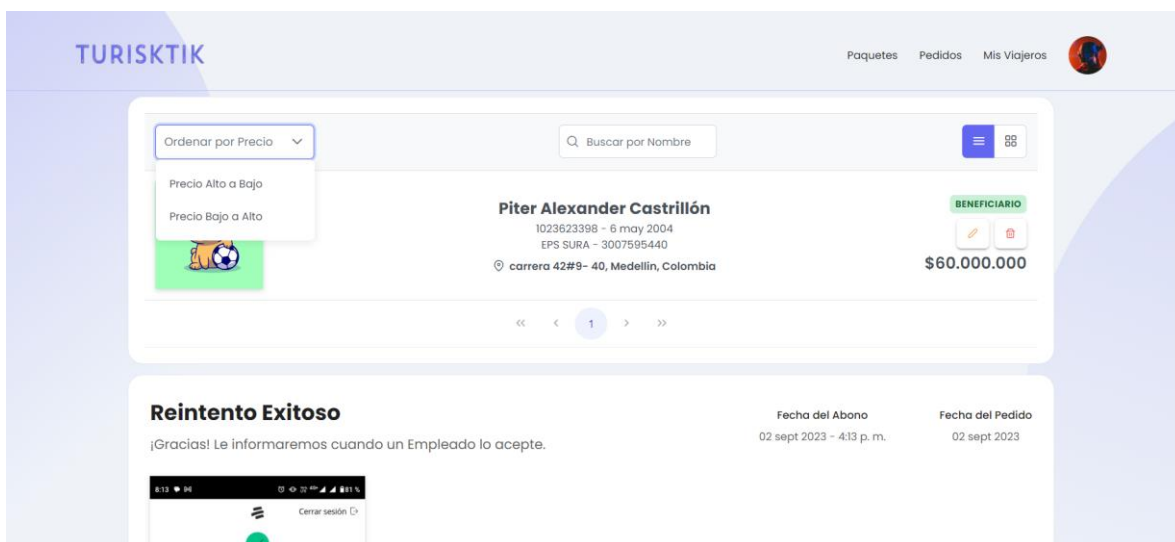 TURISKTIK
Paquetes Pedidos Mis Viajeros
Ordenar por Precio
Buscar por Nombre
Precio Alto a Bajo
Precio Bajo a Alto
Piter Alexander Castrillón
1023623398 - 6 may 2004
EPS SURA - 3007595440
carrera 42#9- 40, Medellin, Colombia
BENEFICIARIO
$60.000.000
<< < 1 > >>
Reintento Exitoso
¡Gracias! Le informaremos cuando un Empleado lo acepte.
Fecha del Abono
02 sept 2023 - 4:13 p. m.
Fecha del Pedido
02 sept 2023
8:13
81 %
Cerrar sesión